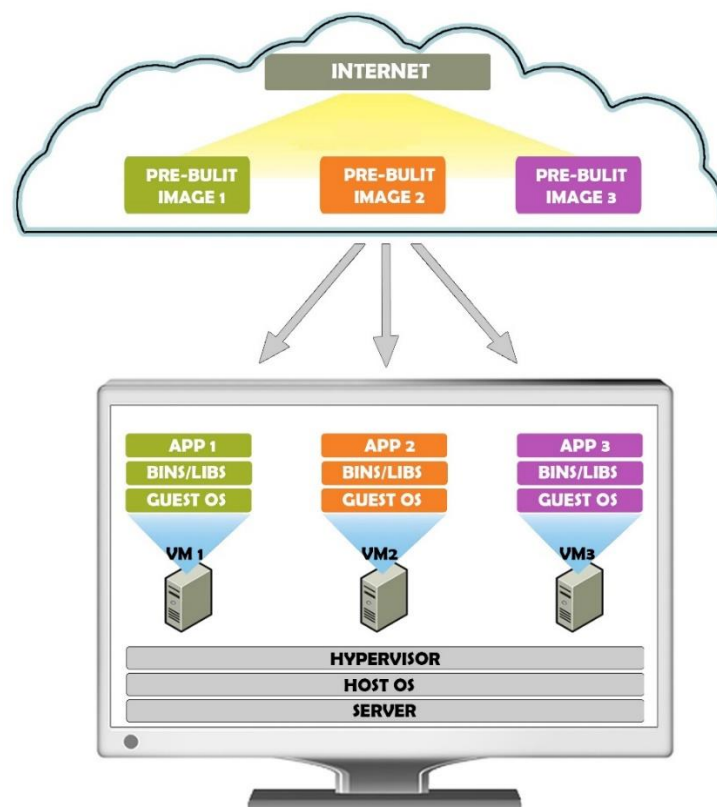 INTERNET
PRE-BULIT
IMAGE 1
PRE-BULIT
IMAGE 2
PRE-BULIT
IMAGE 3
APP 1
BINS/LIBS
GUEST OS
VM 1
APP 2
BINS/LIBS
GUEST OS
VM2
APP 3
BINS/LIBS
GUEST OS
VM3
HYPERVISOR
HOST OS
SERVER